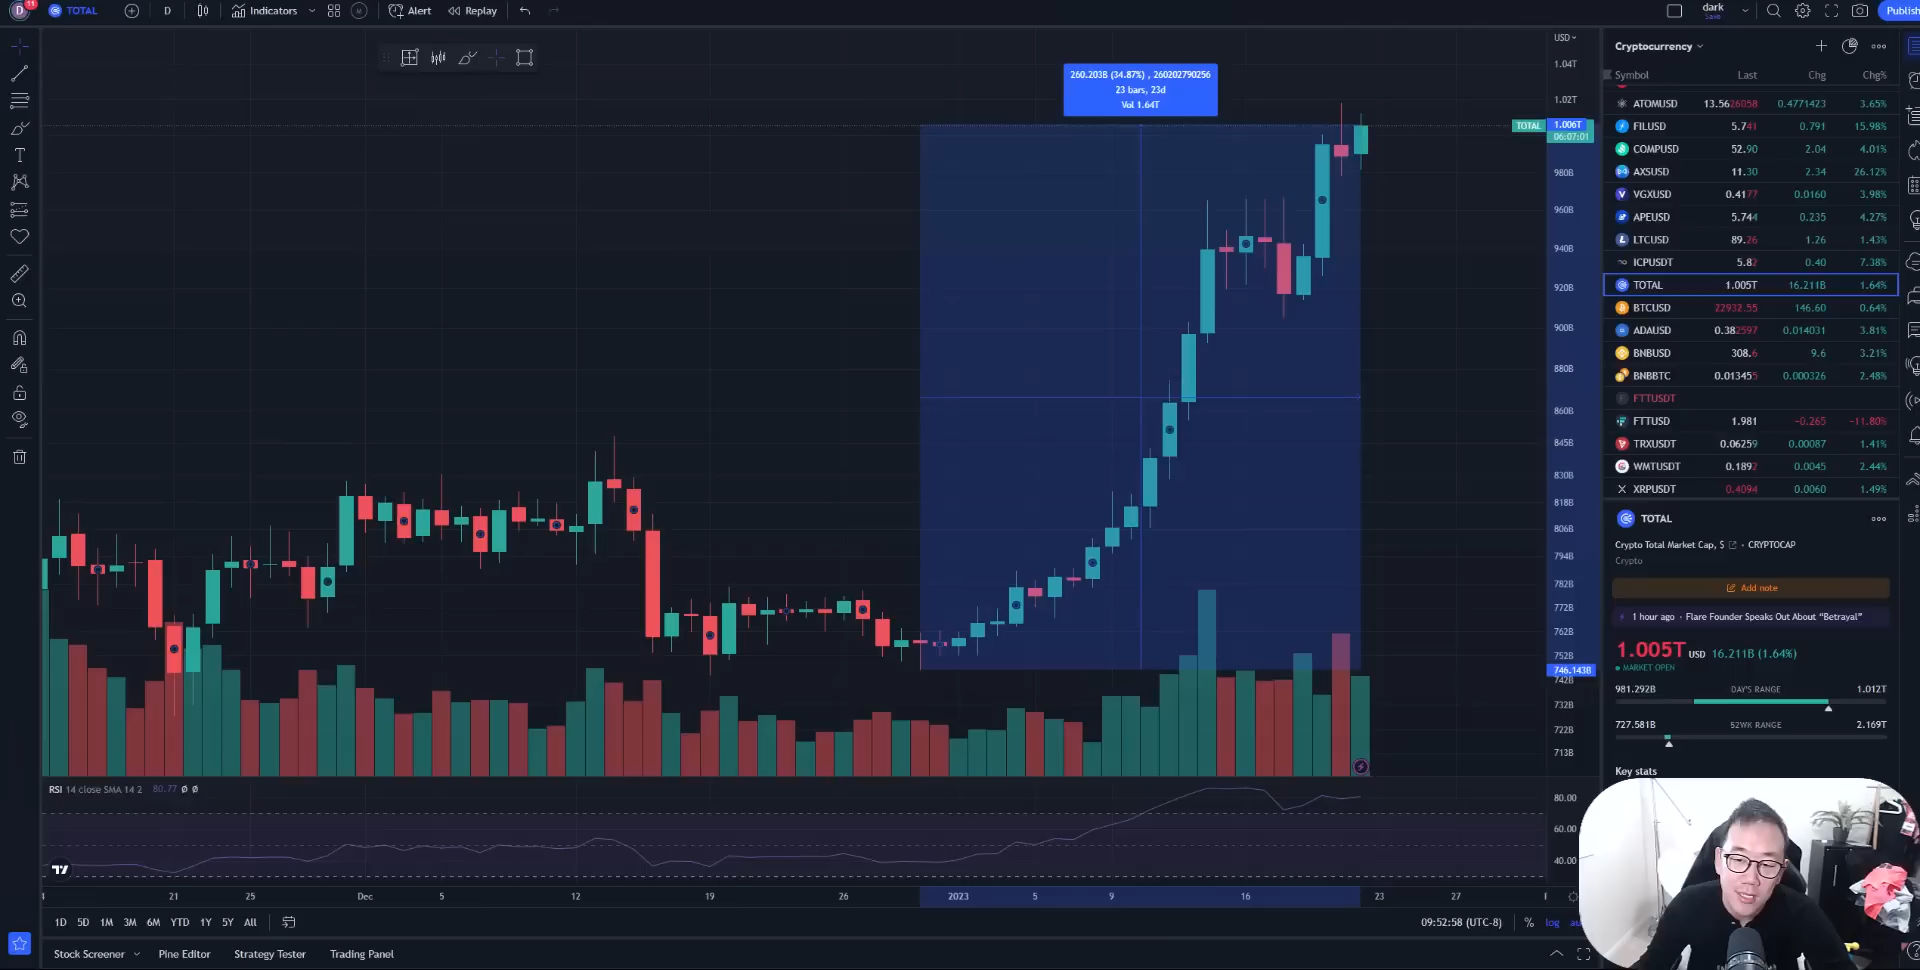 D 11 TOTAL D Indicators Alert Replay dark Save Publish
USD
Cryptocurrency
Symbol Last Chg Chg%
ATOMUSD 13.5626058 0.4771423 3.65%
FILUSD 5.741 0.791 15.98%
COMPUSD 52.90 2.04 4.01%
AXSUSD 11.30 2.34 26.12%
VGXUSD 0.4177 0.0160 3.98%
APEUSD 5.744 0.235 4.27%
LTCUSD 89.26 1.26 1.43%
ICPUSDT 5.82 0.40 7.38%
TOTAL 1.005T 16.211B 1.64%
BTCUSD 22932.55 146.60 0.64%
ADAUSD 0.382597 0.014031 3.81%
BNBUSD 308.6 9.6 3.21%
BNBBTC 0.013455 0.000326 2.48%
FTTUSDT
FTTUSD 1.981 -0.265 -11.80%
TRXUSDT 0.06259 0.00087 1.41%
WMTUSDT 0.1892 0.0045 2.44%
XRPUSDT 0.4094 0.0060 1.49%
260.203B (34.87%) , 260202790256
23 bars, 23d
Vol 1.64T
1.04T
1.02T
TOTAL 1.006T
06:07:01
980B
960B
940B
920B
900B
880B
860B
845B
830B
818B
806B
794B
782B
772B
762B
752B
746.143B
742B
732B
722B
713B
TOTAL
Crypto Total Market Cap, $ • CRYPTOCAP
Crypto
Add note
1 hour ago • Flare Founder Speaks Out About "Betrayal"
1.005T USD 16.211B (1.64%)
MARKET OPEN
981.292B DAY'S RANGE 1.012T
727.581B 52WK RANGE 2.169T
Key stats
RSI 14 close SMA 14 2 80.77 Ø Ø
80.00
60.00
40.00
21 25 Dec 5 12 19 26 2023 5 9 16 23 27
1D 5D 1M 3M 6M YTD 1Y 5Y All 09:52:58 (UTC-8) % log
Stock Screener Pine Editor Strategy Tester Trading Panel